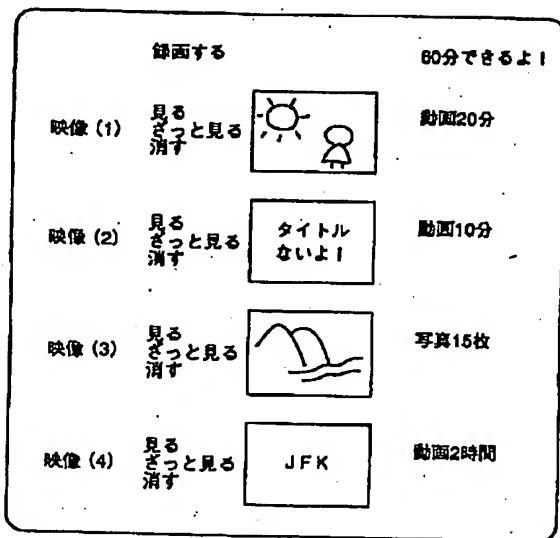 録画する 60分できるよ!
映像 (1) 見る
ざっと見る
消す
動画20分
映像 (2) 見る
ざっと見る
消す
タイトル
ないよ!
動画10分
映像 (3) 見る
ざっと見る
消す
写真15枚
映像 (4) 見る
ざっと見る
消す
JFK
動画2時間